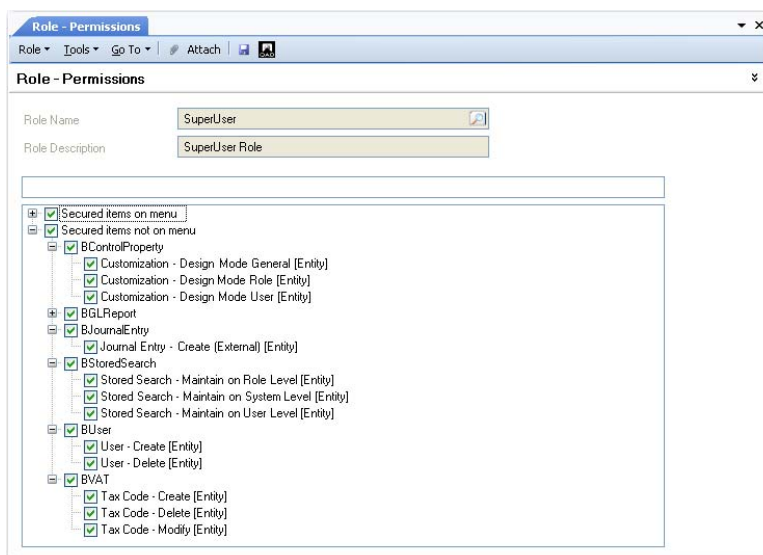 Role - Permissions
Role Tools Go To Attach
Role - Permissions
Role Name SuperUser
Role Description SuperUser Role
Secured items on menu
Secured items not on menu
BControlProperty
Customization - Design Mode General [Entity]
Customization - Design Mode Role [Entity]
Customization - Design Mode User [Entity]
BGLReport
BJournalEntry
Journal Entry - Create (External) [Entity]
BStoredSearch
Stored Search - Maintain on Role Level [Entity]
Stored Search - Maintain on System Level [Entity]
Stored Search - Maintain on User Level [Entity]
BUser
User - Create [Entity]
User - Delete [Entity]
BVAT
Tax Code - Create [Entity]
Tax Code - Delete [Entity]
Tax Code - Modify [Entity]